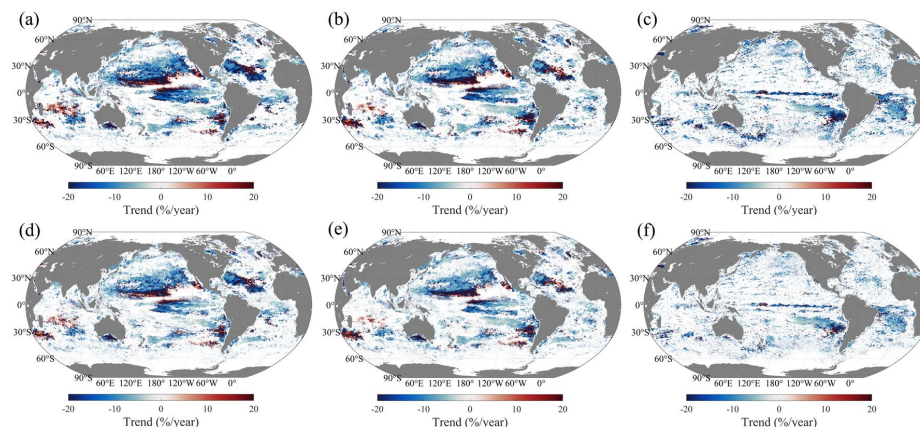 (a) (b) (c)
90°N 90°N 90°N
60°N 60°N 60°N
30°N 30°N 30°N
0° 0° 0°
30°S 30°S 30°S
60°S 60°S 60°S
60°E 120°E 180° 120°W 60°W 0° 60°E 120°E 180° 120°W 60°W 0° 60°E 120°E 180° 120°W 60°W 0°
90°S 90°S 90°S
-20 -10 0 10 20 -20 -10 0 10 20 -20 -10 0 10 20
Trend (%/year) Trend (%/year) Trend (%/year)
(d) (e) (f)
90°N 90°N 90°N
60°N 60°N 60°N
30°N 30°N 30°N
0° 0° 0°
30°S 30°S 30°S
60°S 60°S 60°S
60°E 120°E 180° 120°W 60°W 0° 60°E 120°E 180° 120°W 60°W 0° 60°E 120°E 180° 120°W 60°W 0°
90°S 90°S 90°S
-20 -10 0 10 20 -20 -10 0 10 20 -20 -10 0 10 20
Trend (%/year) Trend (%/year) Trend (%/year)